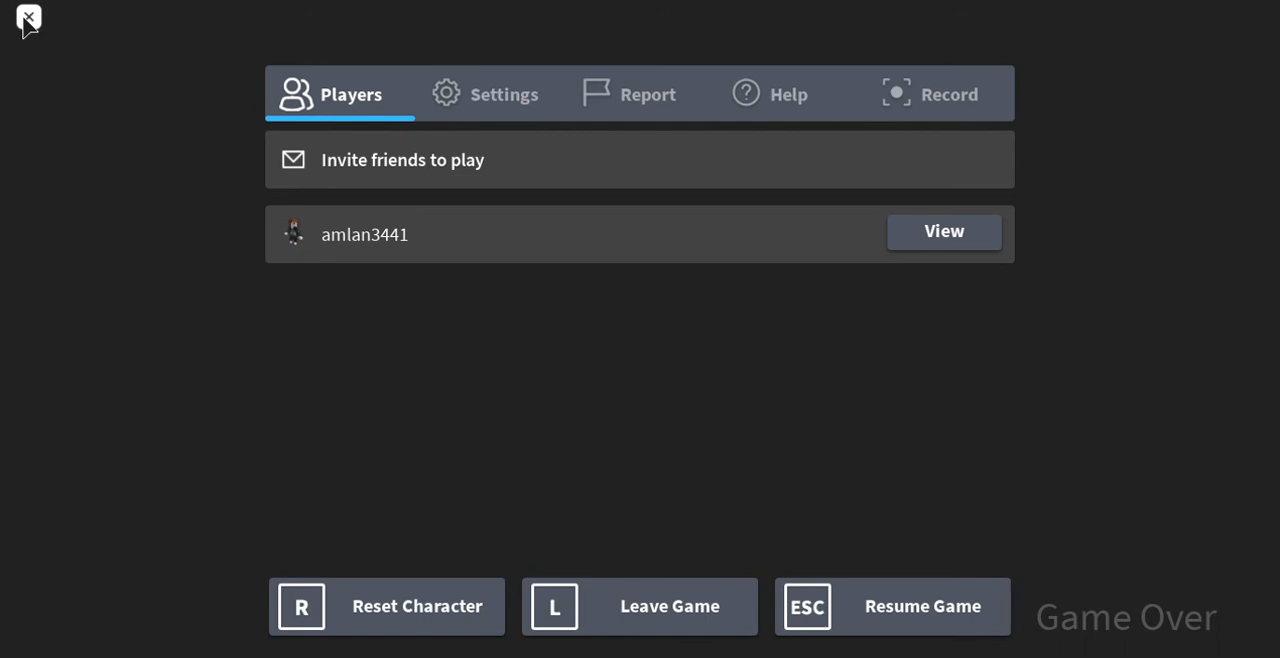 Players Settings Report Help Record
Invite friends to play
amlan3441 View
R Reset Character L Leave Game ESC Resume Game
Game Over